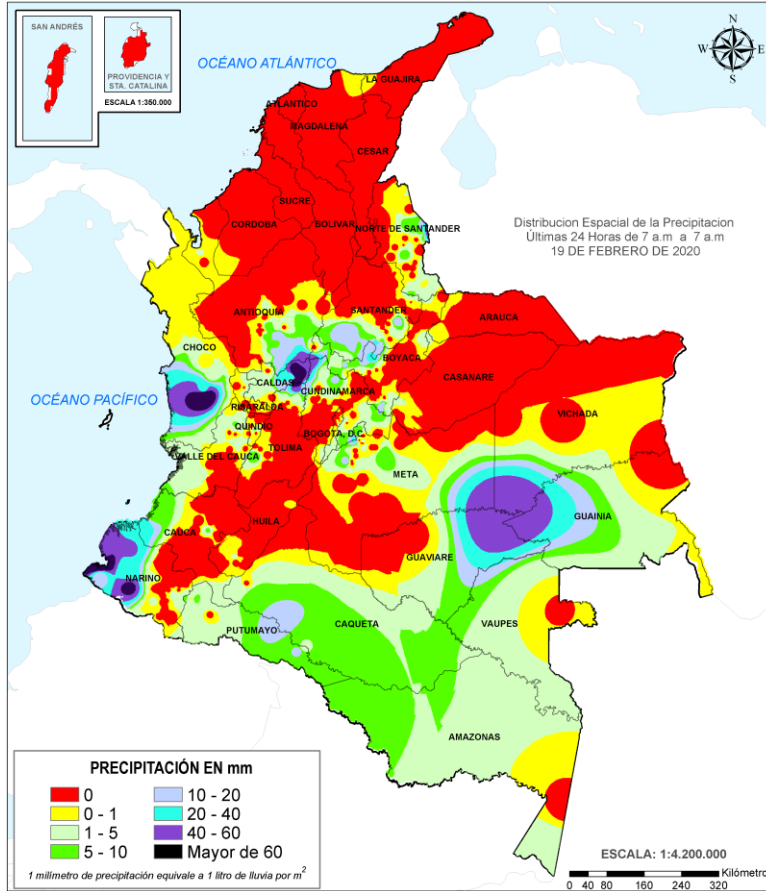 SAN ANDRÉS
PROVIDENCIA Y
STA. CATALINA
ESCALA 1:350.000
OCÉANO ATLÁNTICO
N
W
E
S
LA GUAJIRA
ATLANTICO
MAGDALENA
CESAR
SUCRE
CORDOBA
BOLIVAR
NORTE DE SANTANDER
Distribucion Espacial de la Precipitacion
Últimas 24 Horas de 7 a.m a 7 a.m
19 DE FEBRERO DE 2020
ANTIOQUIA
SANTANDER
ARAUCA
CHOCO
BOYACA
CASANARE
CALDAS
CUNDINAMARCA
OCÉANO PACÍFICO
RISARALDA
VICHADA
QUINDIO
BOGOTA, D.C.
TOLIMA
VALLE DEL CAUCA
META
GUAINIA
CAUCA
HUILA
GUAVIARE
NARINO
PUTUMAYO
CAQUETA
VAUPES
AMAZONAS
PRECIPITACIÓN EN mm
0
10 - 20
0 - 1
20 - 40
1 - 5
40 - 60
5 - 10
Mayor de 60
1 milímetro de precipitación equivale a 1 litro de lluvia por m2
ESCALA: 1:4.200.000
Kilómetro
0 40 80 160 240 320